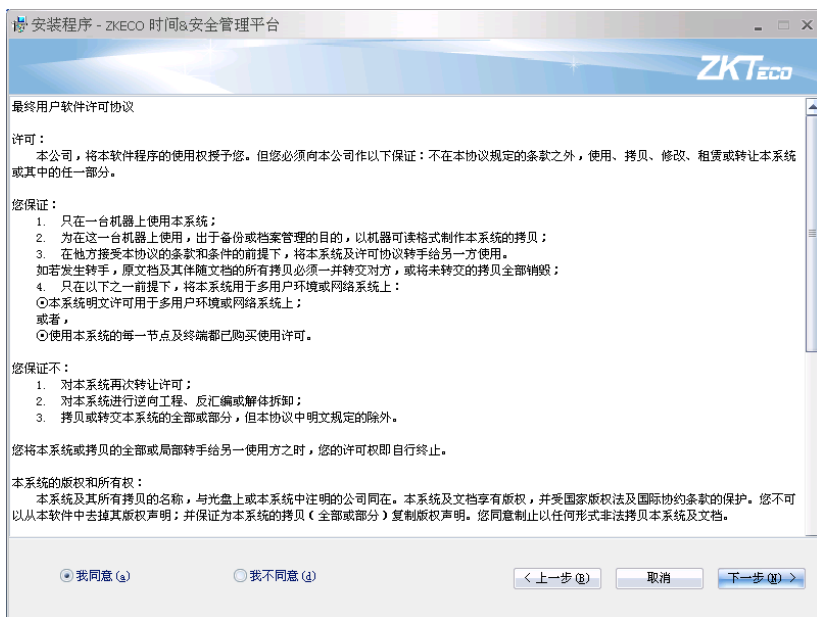 安装程序 - ZKECO 时间&安全管理平台
ZKTECO
最终用户软件许可协议
许可：
本公司，将本软件程序的使用权授予您。但您必须向本公司作以下保证：不在本协议规定的条款之外，使用、拷贝、修改、租赁或转让本系统
或其中的任一部分。
您保证：
1. 只在一台机器上使用本系统；
2. 为在这一台机器上使用，出于备份或档案管理的目的，以机器可读格式制作本系统的拷贝；
3. 在他方接受本协议的条款和条件的前提下，将本系统及许可协议转手给另一方使用。
如若发生转手，原文档及其伴随文档的所有拷贝必须一并转交对方，或将未转交的拷贝全部销毁；
4. 只在以下之一前提下，将本系统用于多用户环境或网络系统上：
⊙本系统明文许可用于多用户环境或网络系统上；
或者，
⊙使用本系统的每一节点及终端都已购买使用许可。
您保证不：
1. 对本系统再次转让许可；
2. 对本系统进行逆向工程、反汇编或解体拆卸；
3. 拷贝或转交本系统的全部或部分，但本协议中明文规定的除外。
您将本系统或拷贝的全部或局部转手给另一使用方之时，您的许可权即自行终止。
本系统的版权和所有权：
本系统及其所有拷贝的名称，与光盘上或本系统中注明的公司同在。本系统及文档享有版权，并受国家版权法及国际协约条款的保护。您不可
以从本软件中去掉其版权声明；并保证为本系统的拷贝（全部或部分）复制版权声明。您同意制止以任何形式非法拷贝本系统及文档。
我同意(a) 我不同意(d) < 上一步(B) 取消 下一步(N) >